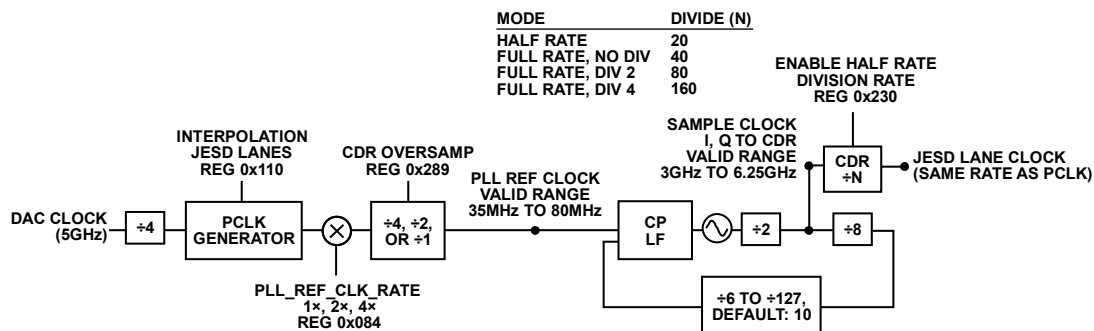 MODE DIVIDE (N)
HALF RATE 20
FULL RATE, NO DIV 40
FULL RATE, DIV 2 80
FULL RATE, DIV 4 160
ENABLE HALF RATE
DIVISION RATE
REG 0x230
INTERPOLATION
JESD LANES
REG 0x110
CDR OVERSAMP
REG 0x289
PLL REF CLOCK
VALID RANGE
35MHz TO 80MHz
SAMPLE CLOCK
I, Q TO CDR
VALID RANGE
3GHz TO 6.25GHz
CDR
÷N
JESD LANE CLOCK
(SAME RATE AS PCLK)
DAC CLOCK
(5GHz)
÷4
PCLK
GENERATOR
÷4, ÷2,
OR ÷1
CP
LF
÷2
÷8
PLL_REF_CLK_RATE
1×, 2×, 4×
REG 0x084
÷6 TO ÷127,
DEFAULT: 10